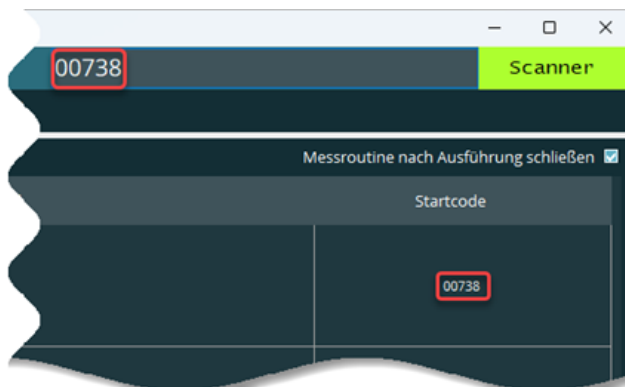 00738
Scanner
Messroutine nach Ausführung schließen
Startcode
00738